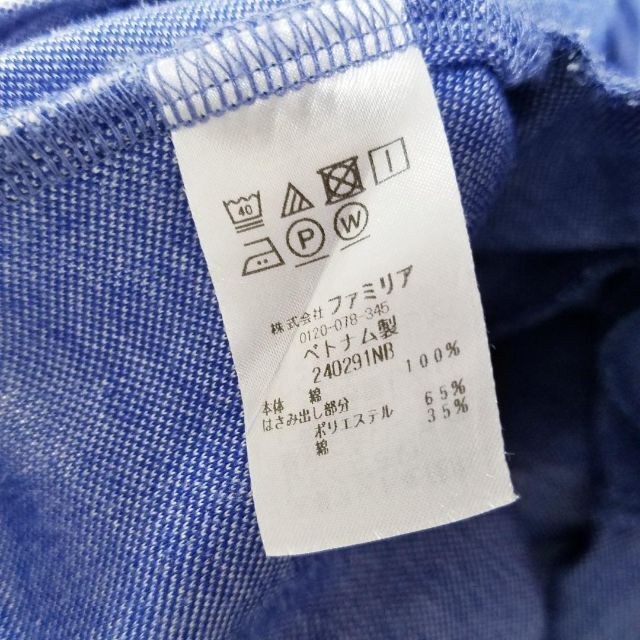 40
P W
株式会社 ファミリア
0120-078-345
ベトナム製
240291NB
本体 綿 100%
はさみ出し部分
ポリエステル 65%
綿 35%